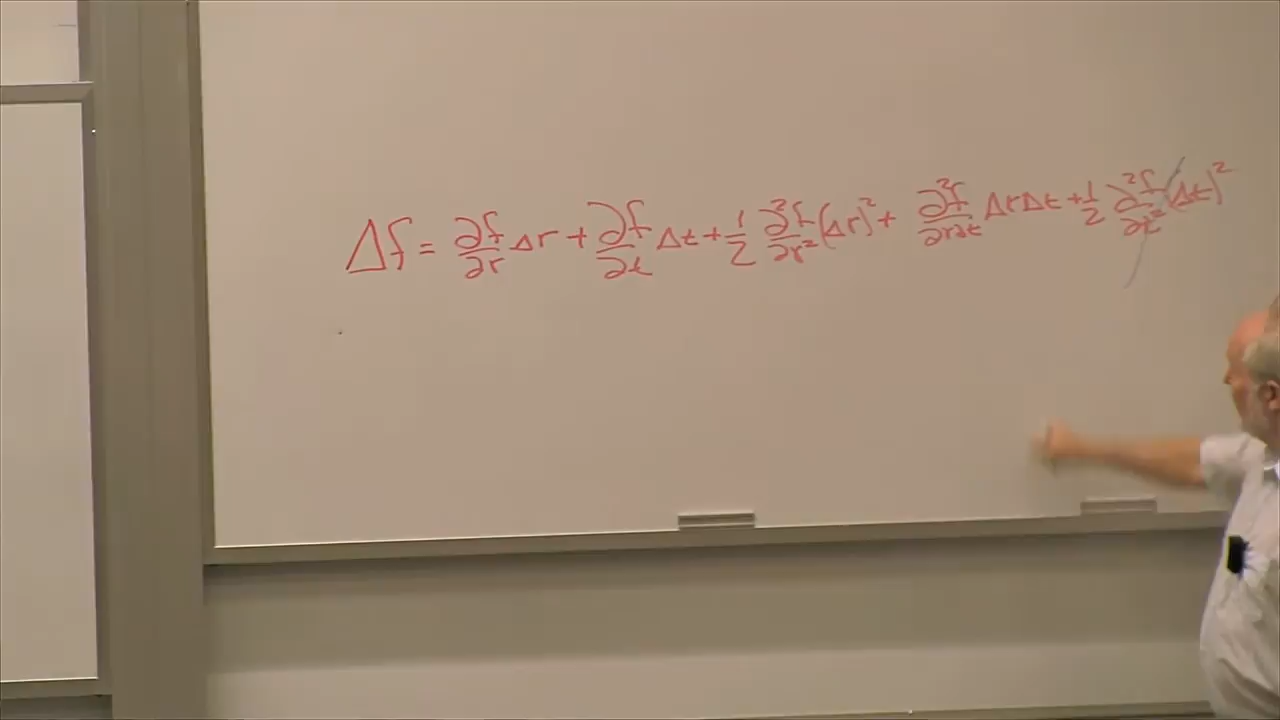 Δf = ∂f/∂r Δr + ∂f/∂t Δt + 1/2 ∂²f/∂r² (Δr)² + ∂²f/∂r∂t ΔrΔt + 1/2 ∂²f/∂t² (Δt)²